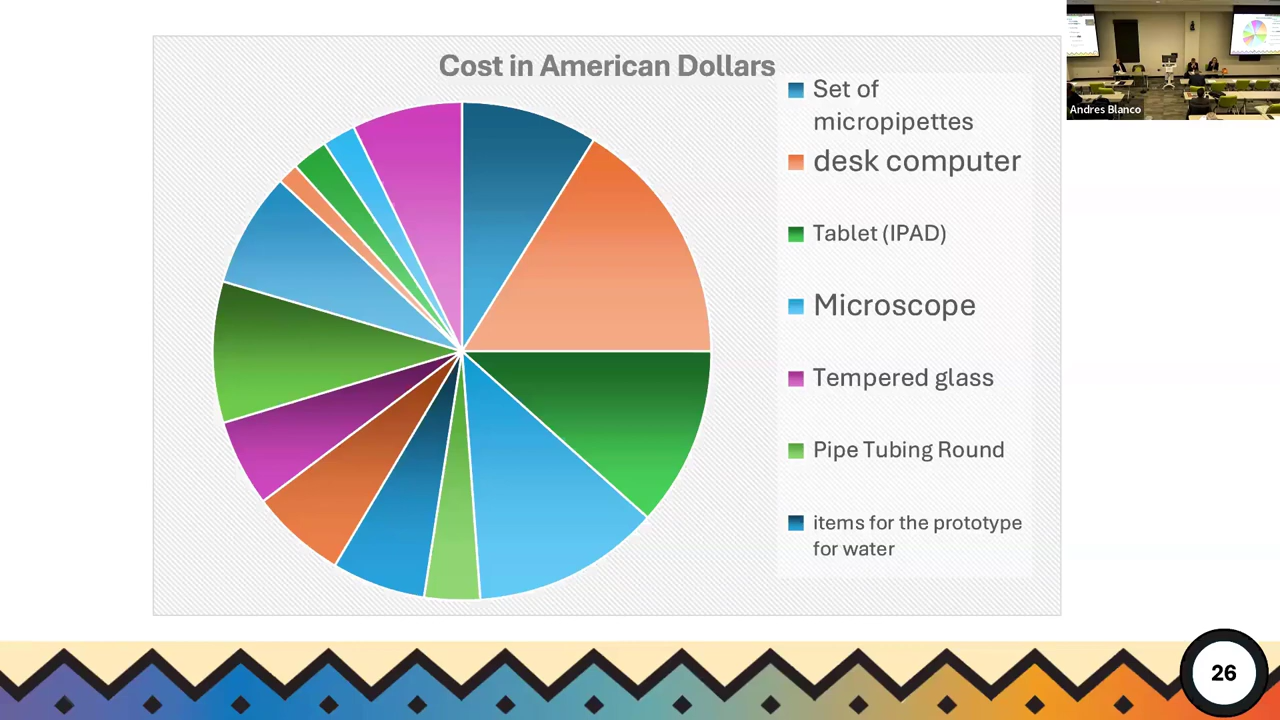 Cost in American Dollars
Set of
micropipettes
desk computer
Tablet (IPAD)
Microscope
Tempered glass
Pipe Tubing Round
items for the prototype
for water
Andres Blanco
26